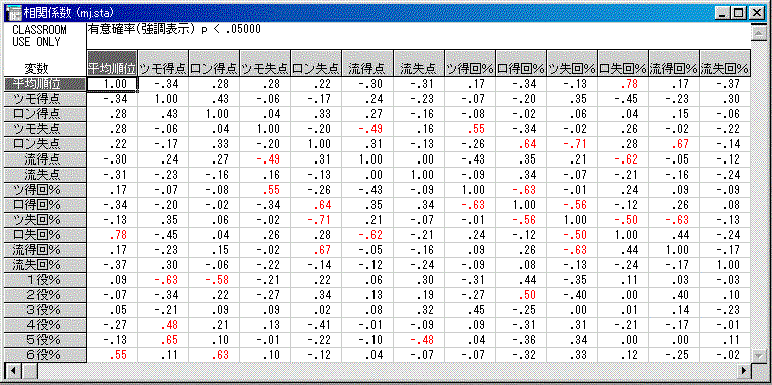 相関係数 (mj.sta)
CLASSROOM 有意確率(強調表示) p < .05000
USE ONLY
変数 平均順位 ツモ得点 ロン得点 ツモ失点 ロン失点 流得点 流失点 ツ得回% ロ得回% ツ失回% ロ失回% 流得回% 流失回%
平均順位 1.00 -.34 .28 .28 .22 -.30 -.31 .17 -.34 -.13 .78 .17 -.37
ツモ得点 -.34 1.00 .43 -.06 -.17 .24 -.23 -.07 -.20 .35 -.45 -.23 .30
ロン得点 .28 .43 1.00 .04 .33 .27 -.16 -.08 -.02 .06 .04 .15 -.06
ツモ失点 .28 -.06 .04 1.00 -.20 -.49 .16 .55 -.34 -.02 .26 -.02 -.22
ロン失点 .22 -.17 .33 -.20 1.00 .31 -.13 -.26 .64 -.71 .28 .67 -.14
流得点 -.30 .24 .27 -.49 .31 1.00 .00 -.43 .35 .21 -.62 -.05 -.12
流失点 -.31 -.23 -.16 .16 -.13 .00 1.00 -.09 .34 -.07 -.21 -.16 -.24
ツ得回% .17 -.07 -.08 .55 -.26 -.43 -.09 1.00 -.63 -.01 .24 .09 -.09
ロ得回% -.34 -.20 -.02 -.34 .64 .35 .34 -.63 1.00 -.56 -.12 .26 .08
ツ失回% -.13 .35 .06 -.02 -.71 .21 -.07 -.01 -.56 1.00 -.50 -.63 -.13
ロ失回% .78 -.45 .04 .26 .28 -.62 -.21 .24 -.12 -.50 1.00 .44 -.24
流得回% .17 -.23 .15 -.02 .67 -.05 -.16 .09 .26 -.63 .44 1.00 -.17
流失回% -.37 .30 -.06 -.22 -.14 -.12 -.24 -.09 .08 -.13 -.24 -.17 1.00
1役% .09 -.63 -.58 -.21 .22 .06 .30 -.31 .44 -.35 .11 .03 -.03
2役% -.07 -.34 .22 -.27 .34 .13 .19 -.27 .50 -.40 .00 .40 .10
3役% .05 -.21 .09 .09 .02 .08 .32 .45 -.25 .00 .01 .14 -.23
4役% -.27 .48 .21 .13 -.41 -.01 -.09 .09 -.31 .31 -.21 -.17 -.01
5役% -.13 .65 .10 -.01 -.22 -.10 -.48 .04 -.36 .34 .00 .00 .11
6役% .55 .11 .63 .10 -.12 .04 -.07 -.07 -.32 .33 .12 -.25 -.02